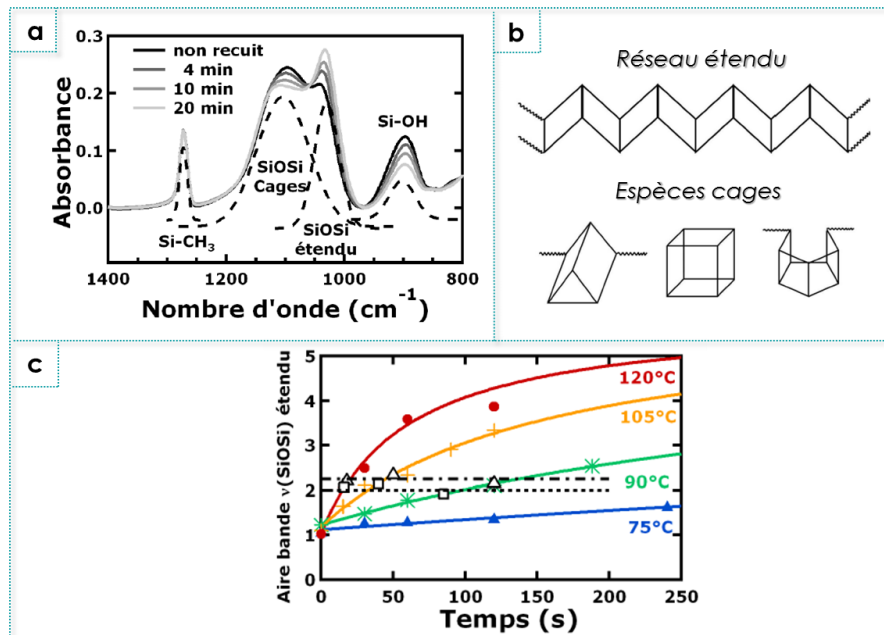 a
Absorbance
0.3
0.2
0.1
0.0
non recuit
4 min
10 min
20 min
Si-CH3
SiOSi
Cages
SiOSi
étendu
Si-OH
1400
1200
1000
800
Nombre d'onde (cm-1)
b
Réseau étendu
Espèces cages
c
Aire bande ν(SiOSi) étendu
5
4
3
2
1
0
120°C
105°C
90°C
75°C
0
50
100
150
200
250
Temps (s)